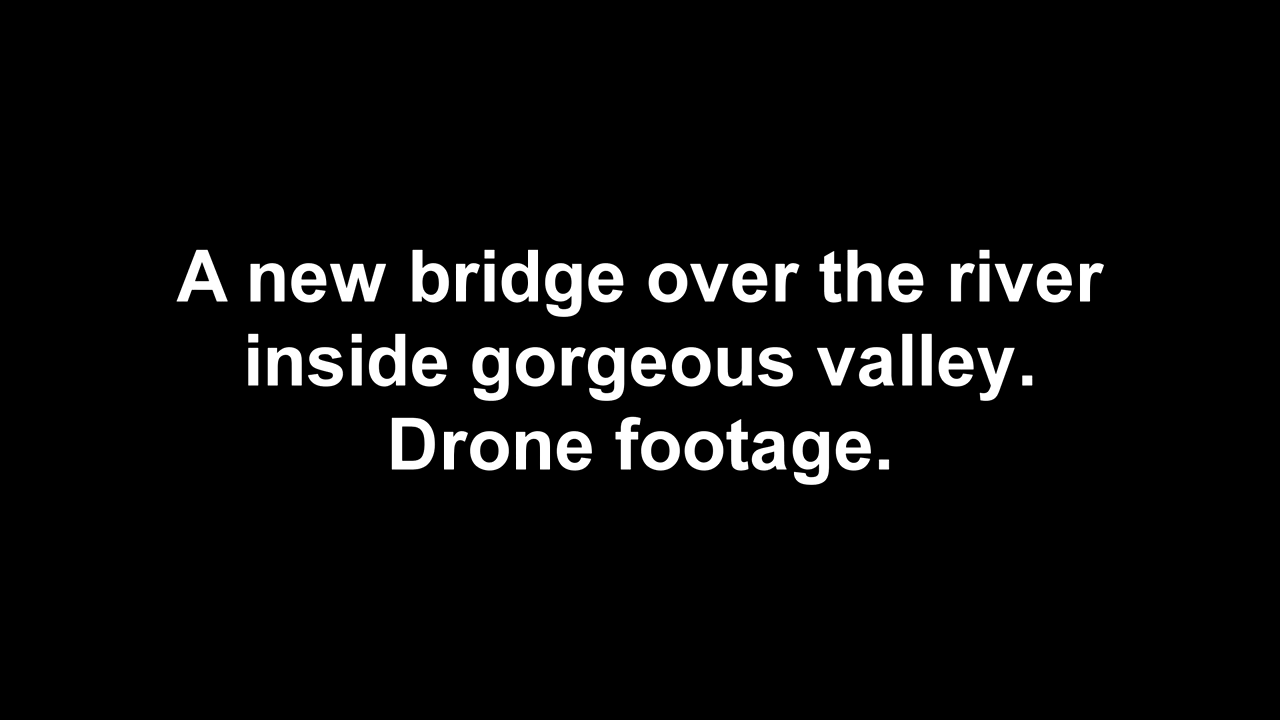 A new bridge over the river
inside gorgeous valley.
Drone footage.